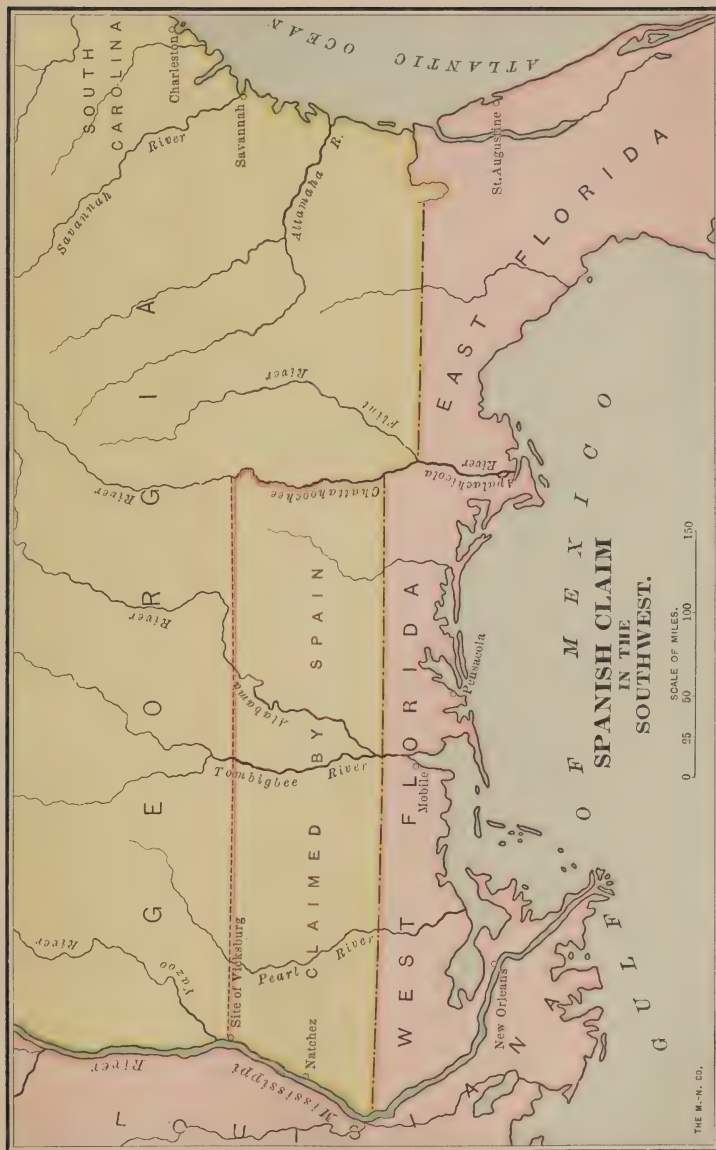 SPANISH CLAIM
IN THE
SOUTHWEST.
SCALE OF MILES.
0 25 50 100 150
SOUTH
CAROLINA
Charleston
Savannah
River
Savannah
ATLANTIC OCEAN
Altamaha R.
St. Augustine
EAST FLORIDA
GEORGIA
River
Flint
River
Chattahoochee
Apalachicola
River
River
Alabama
Tombigbee
River
CLAIMED BY SPAIN
WEST FLORIDA
Pensacola
Mobile
River
Yazoo
Site of Vicksburg
Pearl River
Natchez
River
Mississippi
New Orleans
GULF OF MEXICO
THE M.-N. CO.